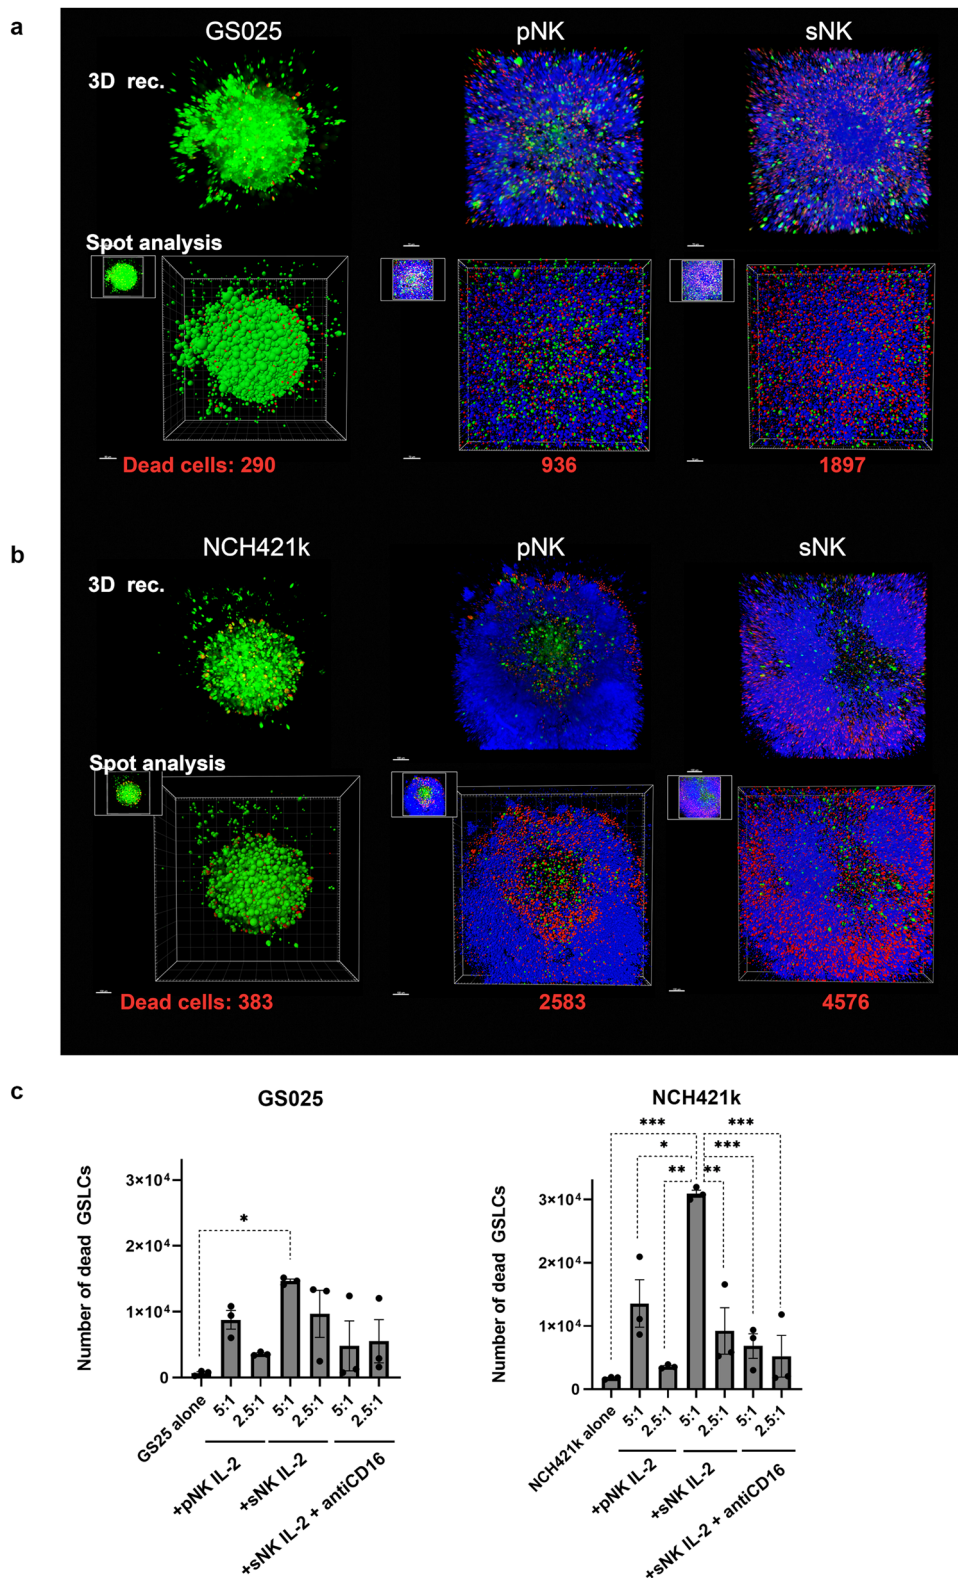 a
GS025
pNK
sNK
3D rec.
Spot analysis
Dead cells: 290
936
1897
b
NCH421k
pNK
sNK
3D rec.
Spot analysis
Dead cells: 383
2583
4576
c
GS025
Number of dead GSLCs
3×10⁴
2×10⁴
1×10⁴
0
*
GS25 alone
5:1
2.5:1
5:1
2.5:1
5:1
2.5:1
+pNK IL-2
+sNK IL-2
+sNK IL-2 + antiCD16
NCH421k
Number of dead GSLCs
3×10⁴
2×10⁴
1×10⁴
0
*** ***
* ***
** **
NCH421k alone
5:1
2.5:1
5:1
2.5:1
5:1
2.5:1
+pNK IL-2
+sNK IL-2
+sNK IL-2 + antiCD16